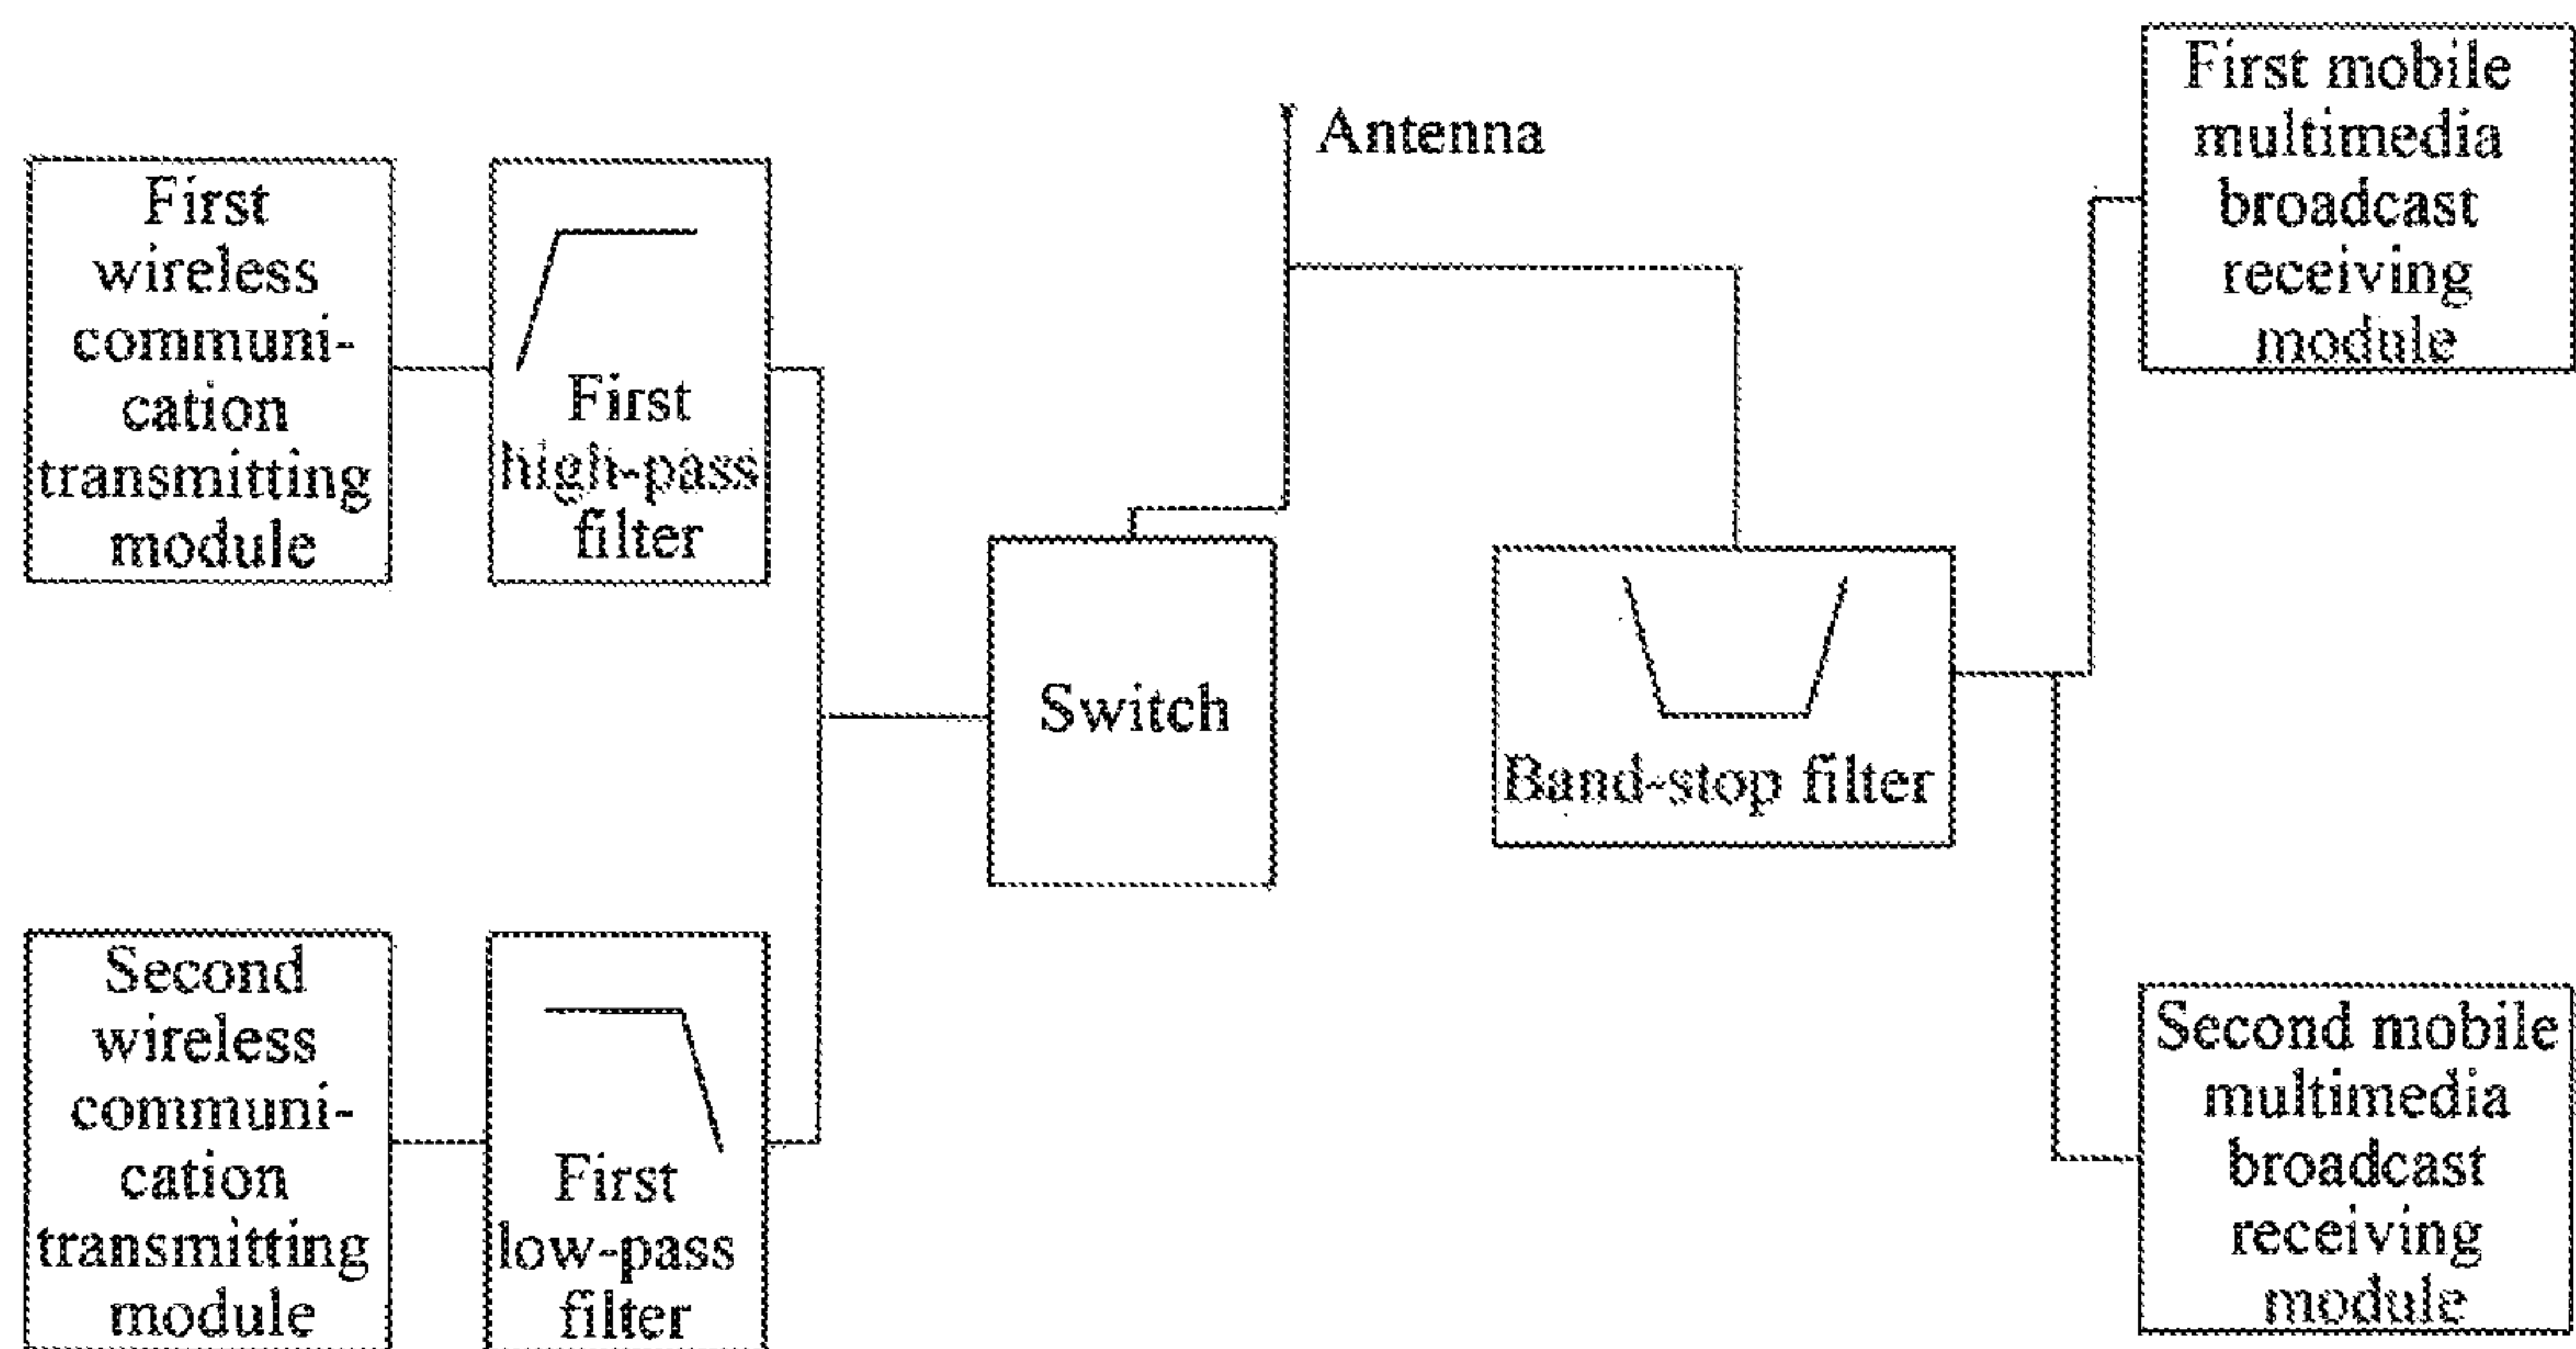 First
wireless
communi-
cation
transmitting
module
First
high-pass
filter
Antenna
Switch
Band-stop filter
First mobile
multimedia
broadcast
receiving
module
Second
wireless
communi-
cation
transmitting
module
First
low-pass
filter
Second mobile
multimedia
broadcast
receiving
module